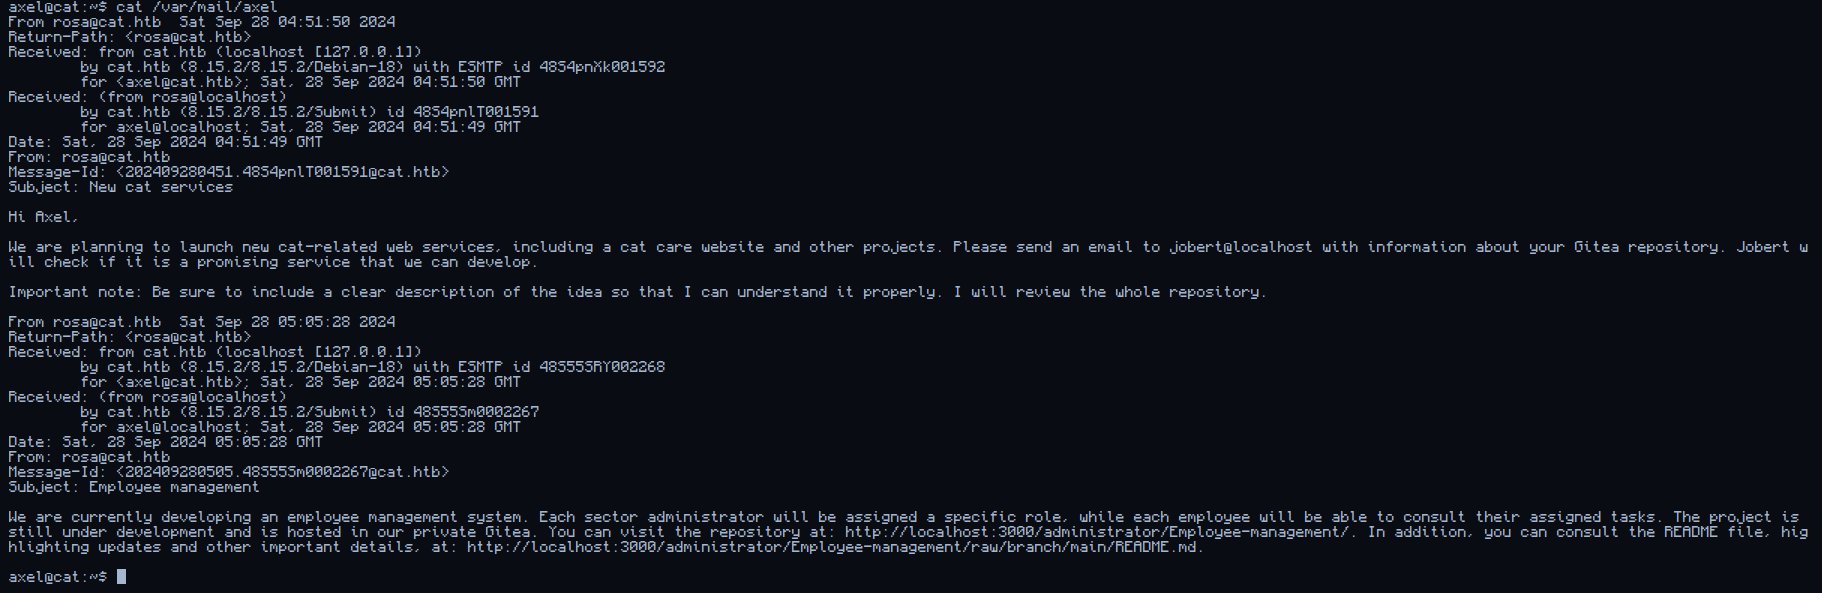 axel@cat:~$ cat /var/mail/axel
From rosa@cat.htb  Sat Sep 28 04:51:50 2024
Return-Path: <rosa@cat.htb>
Received: from cat.htb (localhost [127.0.0.1])
        by cat.htb (8.15.2/8.15.2/Debian-18) with ESMTP id 48S4pnXk001592
        for <axel@cat.htb>; Sat, 28 Sep 2024 04:51:50 GMT
Received: (from rosa@localhost)
        by cat.htb (8.15.2/8.15.2/Submit) id 48S4pnlT001591
        for axel@localhost; Sat, 28 Sep 2024 04:51:49 GMT
Date: Sat, 28 Sep 2024 04:51:49 GMT
From: rosa@cat.htb
Message-Id: <202409280451.48S4pnlT001591@cat.htb>
Subject: New cat services

Hi Axel,

We are planning to launch new cat-related web services, including a cat care website and other projects. Please send an email to jobert@localhost with information about your Gitea repository. Jobert w
ill check if it is a promising service that we can develop.

Important note: Be sure to include a clear description of the idea so that I can understand it properly. I will review the whole repository.

From rosa@cat.htb  Sat Sep 28 05:05:28 2024
Return-Path: <rosa@cat.htb>
Received: from cat.htb (localhost [127.0.0.1])
        by cat.htb (8.15.2/8.15.2/Debian-18) with ESMTP id 48S55SRY002268
        for <axel@cat.htb>; Sat, 28 Sep 2024 05:05:28 GMT
Received: (from rosa@localhost)
        by cat.htb (8.15.2/8.15.2/Submit) id 48S55Sm0002267
        for axel@localhost; Sat, 28 Sep 2024 05:05:28 GMT
Date: Sat, 28 Sep 2024 05:05:28 GMT
From: rosa@cat.htb
Message-Id: <202409280505.48S55Sm0002267@cat.htb>
Subject: Employee management

We are currently developing an employee management system. Each sector administrator will be assigned a specific role, while each employee will be able to consult their assigned tasks. The project is
still under development and is hosted in our private Gitea. You can visit the repository at: http://localhost:3000/administrator/Employee-management/. In addition, you can consult the README file, hig
hlighting updates and other important details, at: http://localhost:3000/administrator/Employee-management/raw/branch/main/README.md.

axel@cat:~$